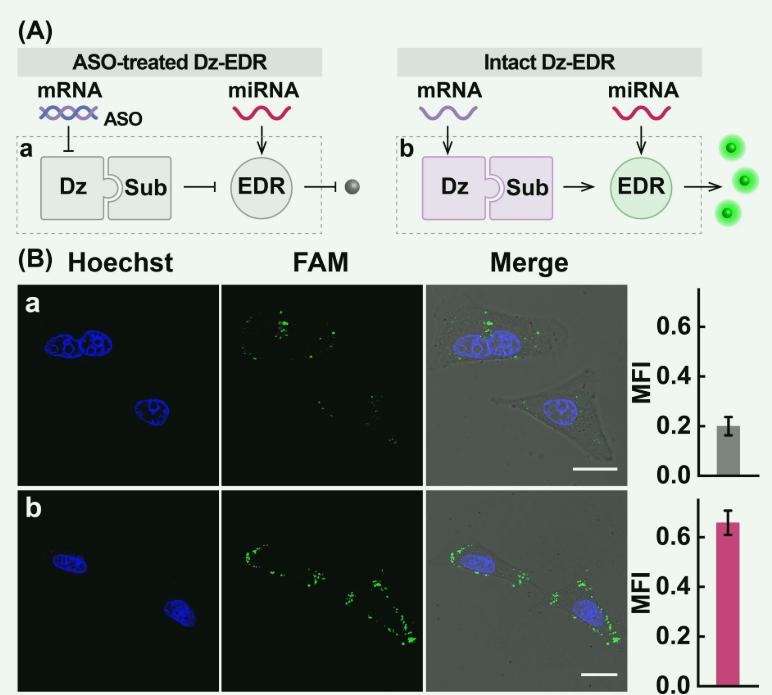 (A)
ASO-treated Dz-EDR
Intact Dz-EDR
mRNA
miRNA
mRNA
miRNA
ASO
a
b
Dz
Sub
EDR
Dz
Sub
EDR
(B)
Hoechst
FAM
Merge
a
MFI
0.6
0.4
0.2
0.0
b
MFI
0.6
0.4
0.2
0.0